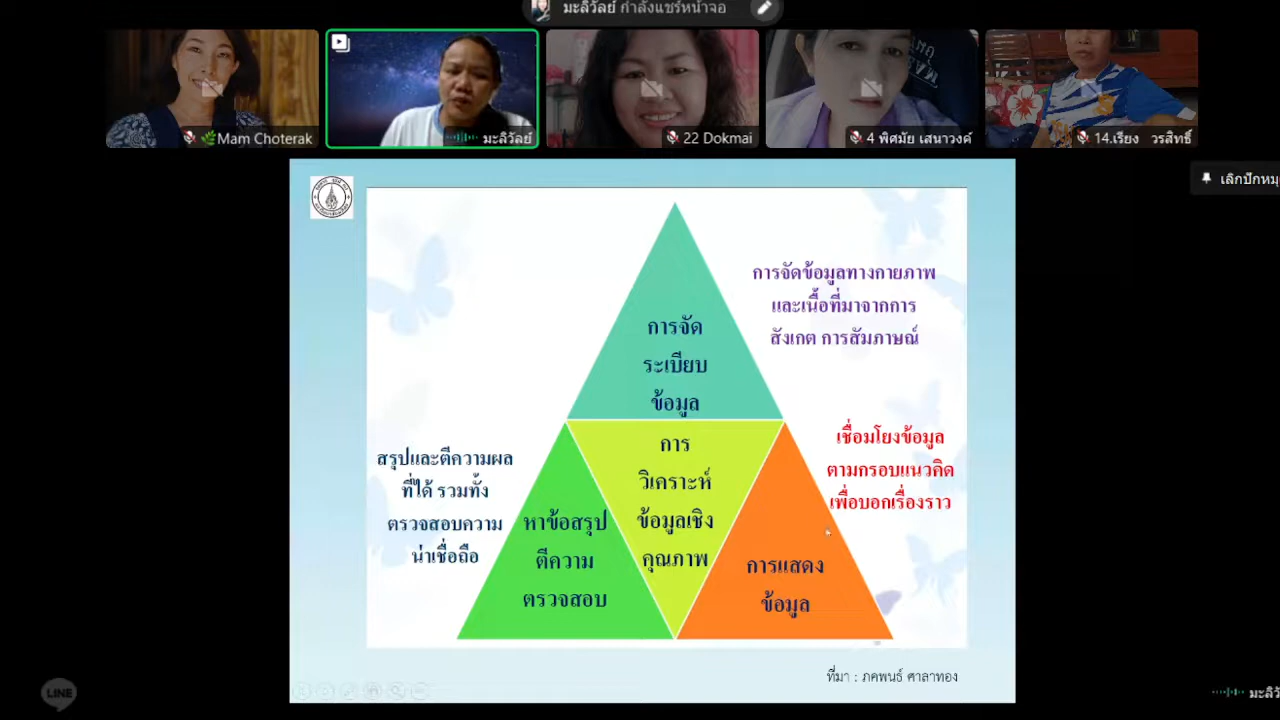 มะลิวัลย์ กำลังแชร์หน้าจอ
Mam Choterak
มะลิวัลย์
22 Dokmai
4 พิศมัย เสนาวงค์
14.เรียง วรสิทธิ์
การจัดข้อมูลทางกายภาพ
และเนื้อที่มาจากการ
สังเกต การสัมภาษณ์
การจัด
ระเบียบ
ข้อมูล
เชื่อมโยงข้อมูล
ตามกรอบแนวคิด
เพื่อบอกเรื่องราว
การ
วิเคราะห์
ข้อมูลเชิง
คุณภาพ
สรุปและตีความผล
ที่ได้ รวมทั้ง
ตรวจสอบความ
น่าเชื่อถือ
หาข้อสรุป
ตีความ
ตรวจสอบ
การแสดง
ข้อมูล
ที่มา : ภคพนธ์ ศาลาทอง
LINE